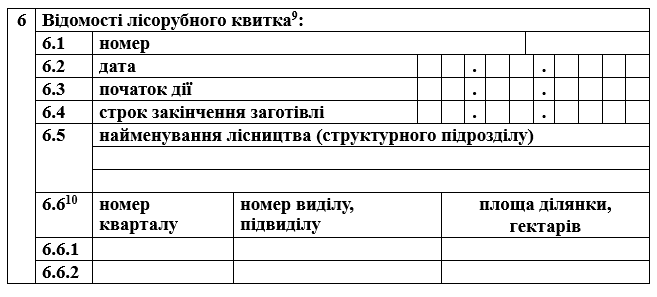 6 Відомості лісорубного квитка⁹:
6.1 номер
6.2 дата . .
6.3 початок дії . .
6.4 строк закінчення заготівлі . .
6.5 найменування лісництва (структурного підрозділу)
6.6¹⁰ номер кварталу номер виділу, підвиділу площа ділянки, гектарів
6.6.1
6.6.2